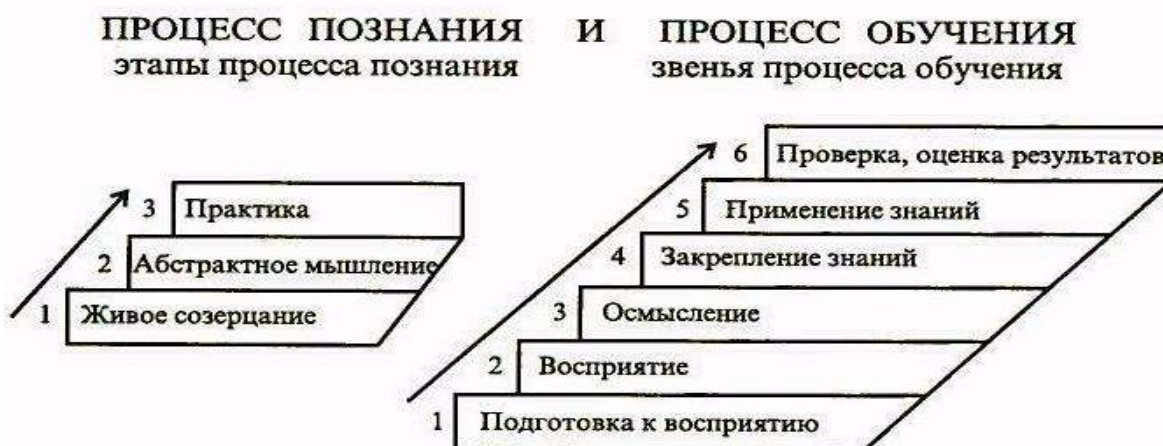 ПРОЦЕСС ПОЗНАНИЯ И ПРОЦЕСС ОБУЧЕНИЯ
этапы процесса познания звенья процесса обучения
3 Практика
2 Абстрактное мышление
1 Живое созерцание
6 Проверка, оценка результатов
5 Применение знаний
4 Закрепление знаний
3 Осмысление
2 Восприятие
1 Подготовка к восприятию